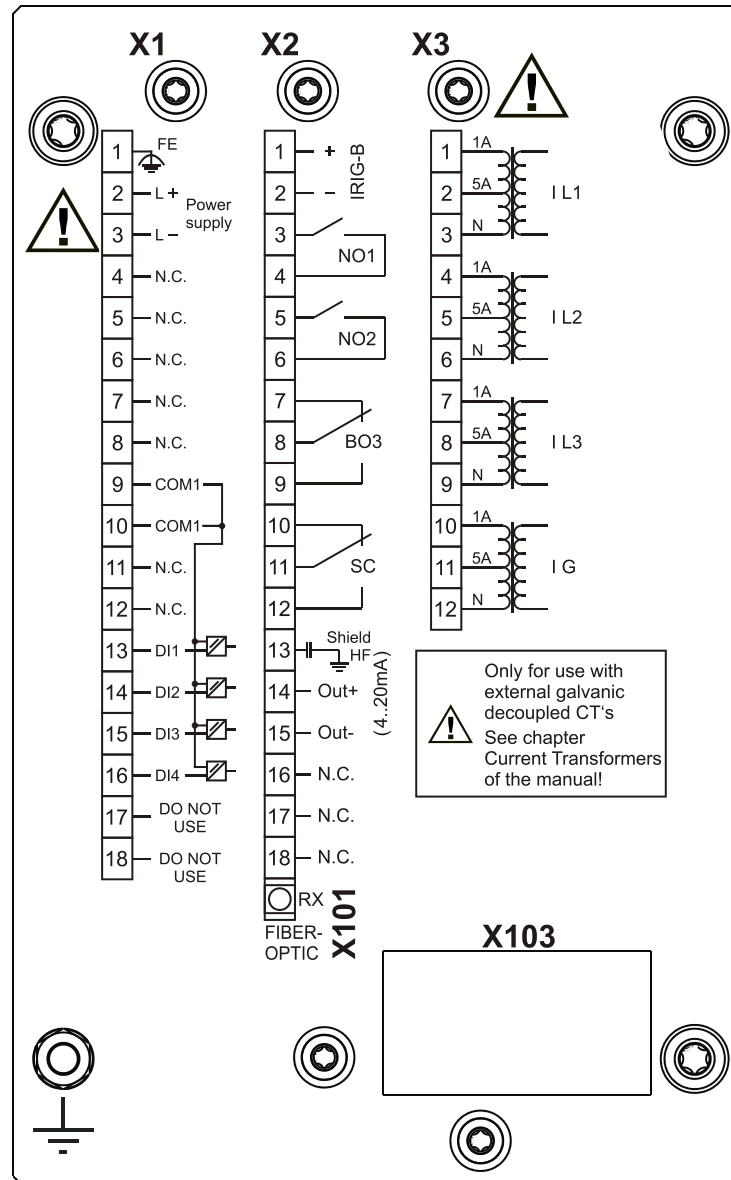 X1
1 FE
2 L+
3 L–
Power
supply
4 N.C.
5 N.C.
6 N.C.
7 N.C.
8 N.C.
9 COM1
10 COM1
11 N.C.
12 N.C.
13 DI1
14 DI2
15 DI3
16 DI4
17 DO NOT
USE
18 DO NOT
USE
X2
1 +
2 –
IRIG-B
3
4
NO1
5
6
NO2
7
8 BO3
9
10
11 SC
12
13 Shield
HF
14 Out+
15 Out-
(4..20mA)
16 N.C.
17 N.C.
18 N.C.
RX
FIBER-
OPTIC
X101
X3
!
!
1 1A
2 5A I L1
3 N
4 1A
5 5A I L2
6 N
7 1A
8 5A I L3
9 N
10 1A
11 5A I G
12 N
!
Only for use with
external galvanic
decoupled CT‘s
See chapter
Current Transformers
of the manual!
X103